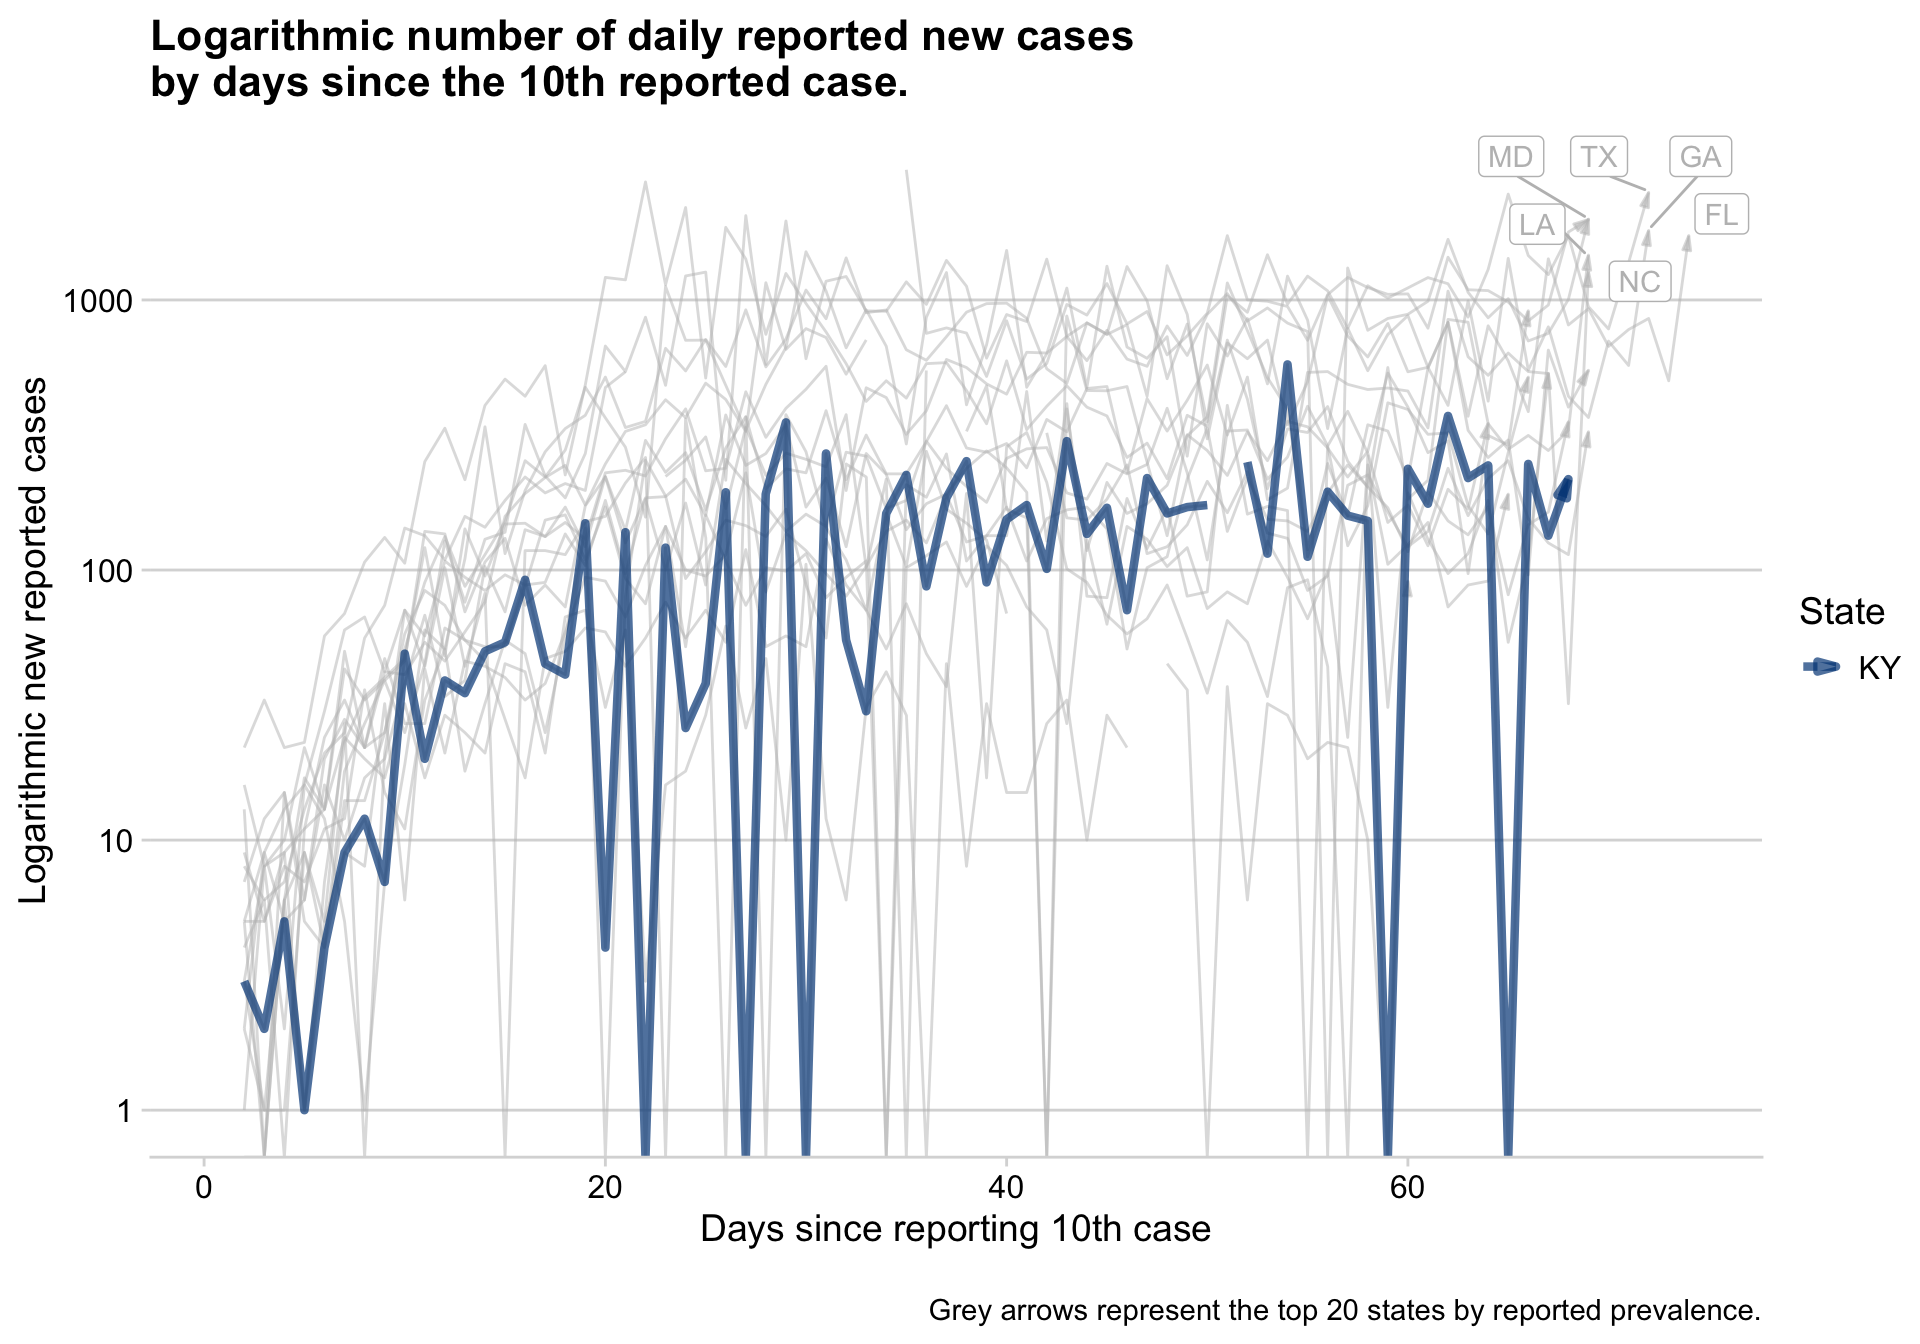 Logarithmic number of daily reported new cases
by days since the 10th reported case.
MD
TX
GA
LA
FL
NC
1000
100
10
1
Logarithmic new reported cases
0
20
40
60
Days since reporting 10th case
State
KY
Grey arrows represent the top 20 states by reported prevalence.